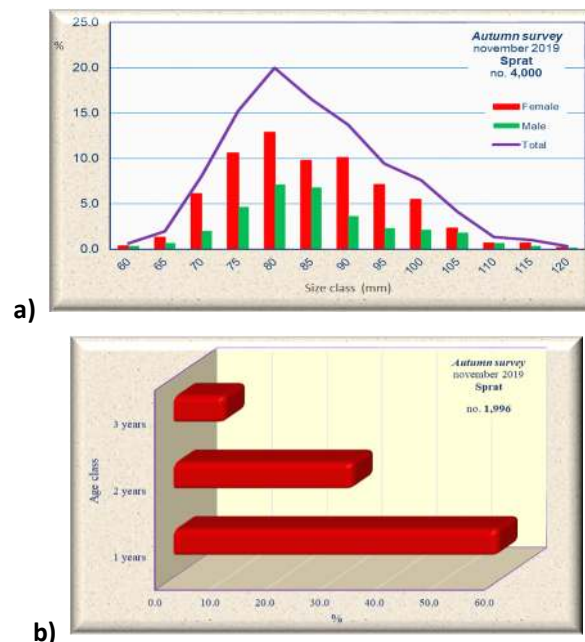 25.0
%
20.0
15.0
10.0
5.0
0.0
Autumn survey
november 2019
Sprat
no. 4,000
Female
Male
Total
60 65 70 75 80 85 90 95 100 105 110 115 120
Size class (mm)
a)
Autumn survey
november 2019
Sprat
no. 1,996
3 years
2 years
1 years
Age class
0.0 10.0 20.0 30.0 40.0 50.0 60.0
%
b)